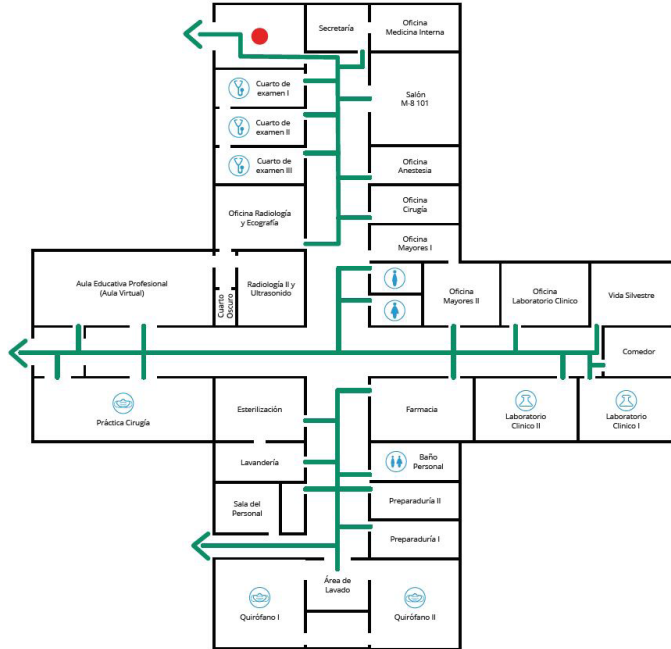 Secretaría
Oficina
Medicina Interna
Cuarto de
examen I
Salón
M-8 101
Cuarto de
examen II
Cuarto de
examen III
Oficina
Anestesia
Oficina
Cirugía
Oficina Radiología
y Ecografía
Oficina
Mayores I
Aula Educativa Profesional
(Aula Virtual)
Cuarto
Oscuro
Radiología II y
Ultrasonido
Oficina
Mayores II
Oficina
Laboratorio Clinico
Vida Silvestre
Comedor
Práctica Cirugía
Esterilización
Farmacia
Laboratorio
Clinico II
Laboratorio
Clinico I
Lavandería
Baño
Personal
Sala del
Personal
Preparaduría II
Preparaduría I
Área de
Lavado
Quirófano I
Quirófano II